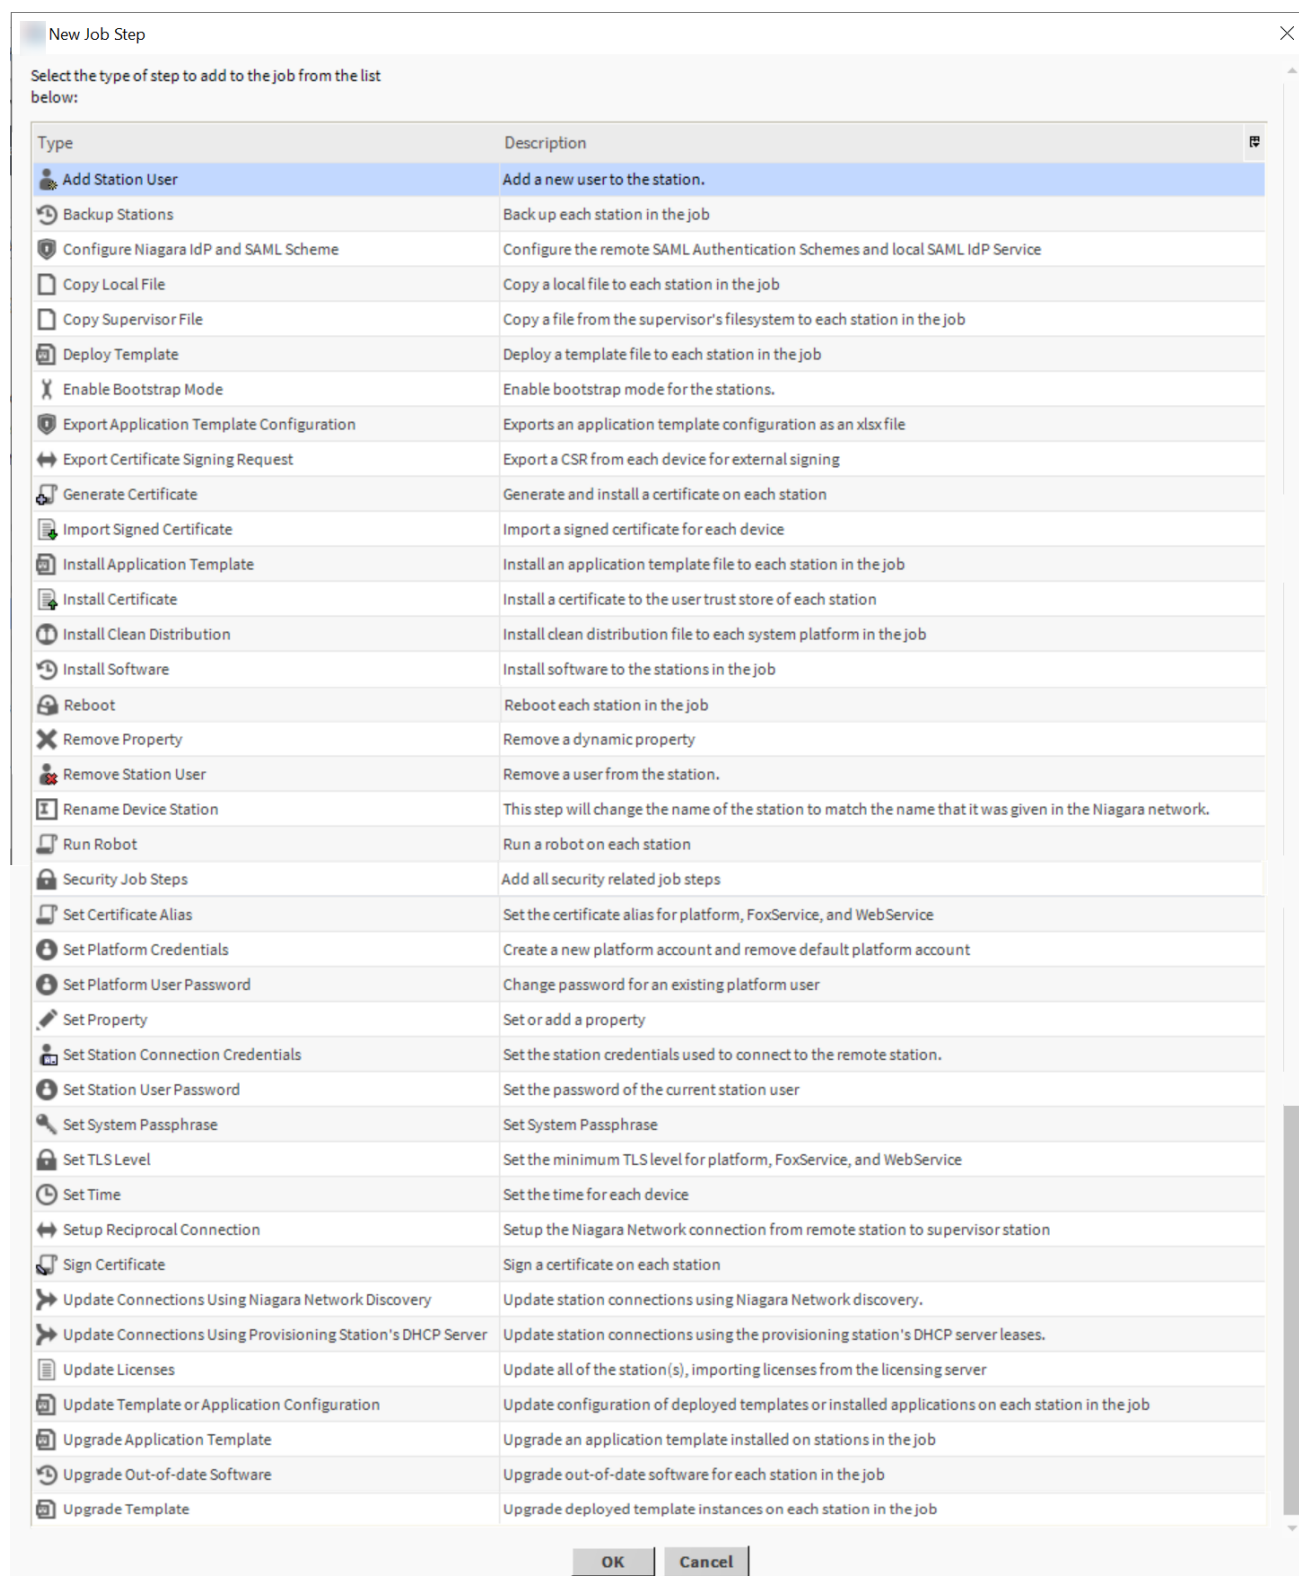 New Job Step
Select the type of step to add to the job from the list
below:
Type Description
Add Station User Add a new user to the station.
Backup Stations Back up each station in the job
Configure Niagara IdP and SAML Scheme Configure the remote SAML Authentication Schemes and local SAML IdP Service
Copy Local File Copy a local file to each station in the job
Copy Supervisor File Copy a file from the supervisor's filesystem to each station in the job
Deploy Template Deploy a template file to each station in the job
Enable Bootstrap Mode Enable bootstrap mode for the stations.
Export Application Template Configuration Exports an application template configuration as an xlsx file
Export Certificate Signing Request Export a CSR from each device for external signing
Generate Certificate Generate and install a certificate on each station
Import Signed Certificate Import a signed certificate for each device
Install Application Template Install an application template file to each station in the job
Install Certificate Install a certificate to the user trust store of each station
Install Clean Distribution Install clean distribution file to each system platform in the job
Install Software Install software to the stations in the job
Reboot Reboot each station in the job
Remove Property Remove a dynamic property
Remove Station User Remove a user from the station.
Rename Device Station This step will change the name of the station to match the name that it was given in the Niagara network.
Run Robot Run a robot on each station
Security Job Steps Add all security related job steps
Set Certificate Alias Set the certificate alias for platform, FoxService, and WebService
Set Platform Credentials Create a new platform account and remove default platform account
Set Platform User Password Change password for an existing platform user
Set Property Set or add a property
Set Station Connection Credentials Set the station credentials used to connect to the remote station.
Set Station User Password Set the password of the current station user
Set System Passphrase Set System Passphrase
Set TLS Level Set the minimum TLS level for platform, FoxService, and WebService
Set Time Set the time for each device
Setup Reciprocal Connection Setup the Niagara Network connection from remote station to supervisor station
Sign Certificate Sign a certificate on each station
Update Connections Using Niagara Network Discovery Update station connections using Niagara Network discovery.
Update Connections Using Provisioning Station's DHCP Server Update station connections using the provisioning station's DHCP server leases.
Update Licenses Update all of the station(s), importing licenses from the licensing server
Update Template or Application Configuration Update configuration of deployed templates or installed applications on each station in the job
Upgrade Application Template Upgrade an application template installed on stations in the job
Upgrade Out-of-date Software Upgrade out-of-date software for each station in the job
Upgrade Template Upgrade deployed template instances on each station in the job
OK Cancel